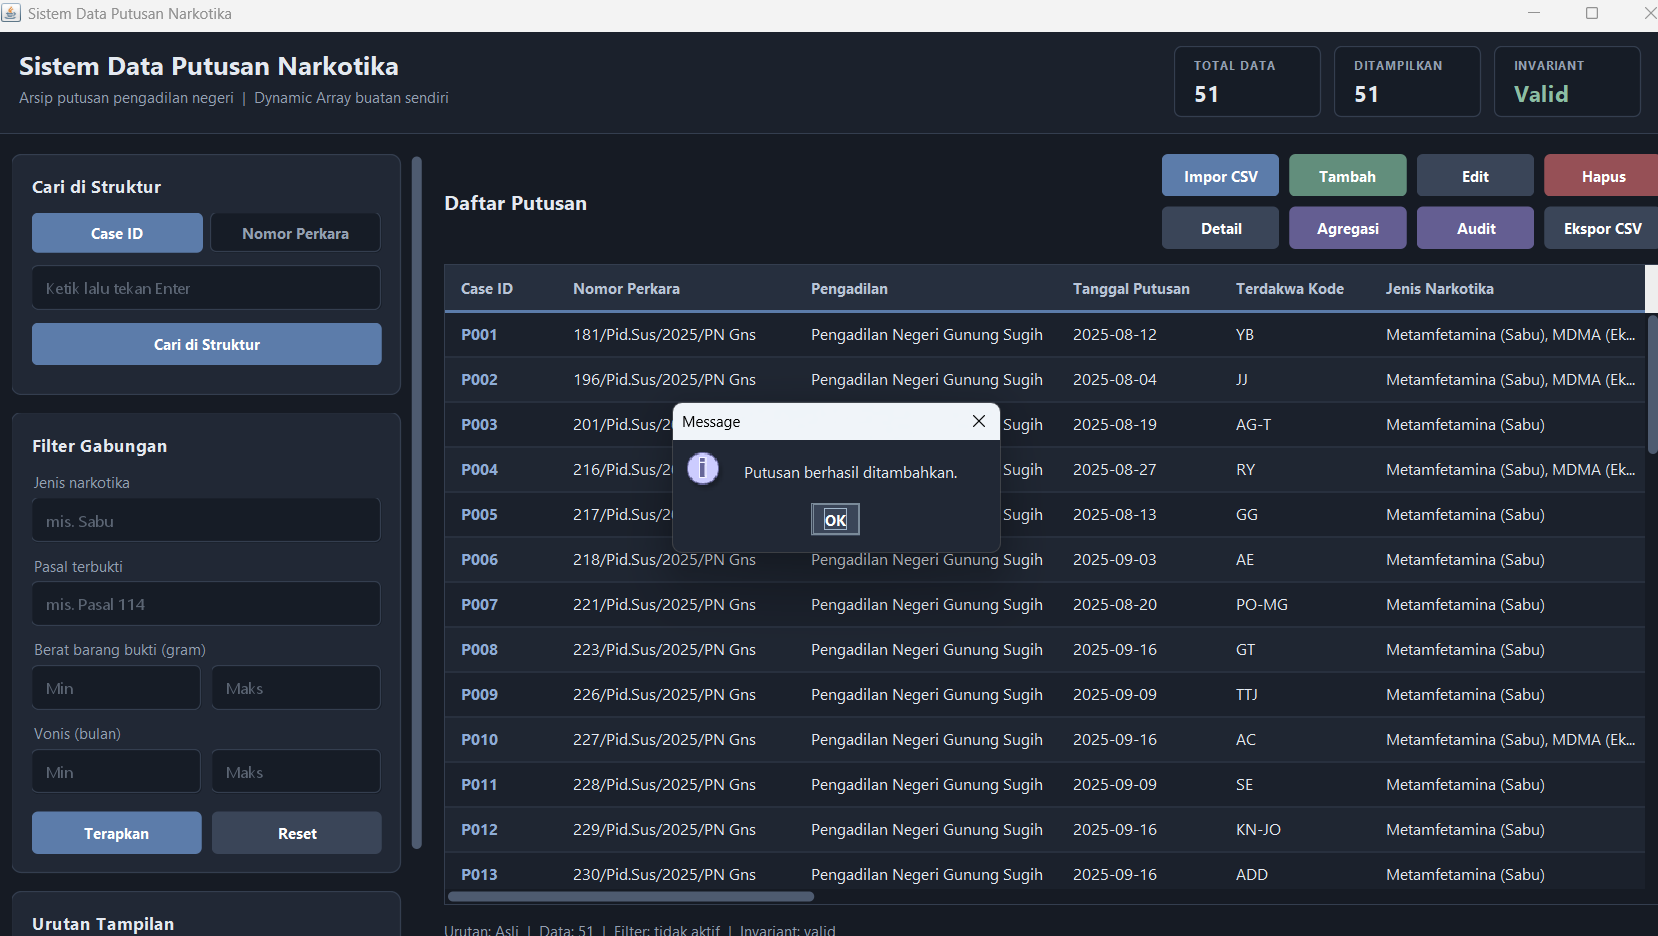 Sistem Data Putusan Narkotika
Sistem Data Putusan Narkotika
Arsip putusan pengadilan negeri | Dynamic Array buatan sendiri
TOTAL DATA
51
DITAMPILKAN
51
INVARIANT
Valid
Cari di Struktur
Case ID
Nomor Perkara
Ketik lalu tekan Enter
Cari di Struktur
Filter Gabungan
Jenis narkotika
mis. Sabu
Pasal terbukti
mis. Pasal 114
Berat barang bukti (gram)
Min
Maks
Vonis (bulan)
Min
Maks
Terapkan
Reset
Urutan Tampilan
Daftar Putusan
Impor CSV
Tambah
Edit
Hapus
Detail
Agregasi
Audit
Ekspor CSV
Case ID Nomor Perkara Pengadilan Tanggal Putusan Terdakwa Kode Jenis Narkotika
P001 181/Pid.Sus/2025/PN Gns Pengadilan Negeri Gunung Sugih 2025-08-12 YB Metamfetamina (Sabu), MDMA (Ek...
P002 196/Pid.Sus/2025/PN Gns Pengadilan Negeri Gunung Sugih 2025-08-04 JJ Metamfetamina (Sabu), MDMA (Ek...
P003 201/Pid.Sus/2 Sugih 2025-08-19 AG-T Metamfetamina (Sabu)
P004 216/Pid.Sus/2 Sugih 2025-08-27 RY Metamfetamina (Sabu), MDMA (Ek...
P005 217/Pid.Sus/2 Sugih 2025-08-13 GG Metamfetamina (Sabu)
P006 218/Pid.Sus/2025/PN Gns Pengadilan Negeri Gunung Sugih 2025-09-03 AE Metamfetamina (Sabu)
P007 221/Pid.Sus/2025/PN Gns Pengadilan Negeri Gunung Sugih 2025-08-20 PO-MG Metamfetamina (Sabu)
P008 223/Pid.Sus/2025/PN Gns Pengadilan Negeri Gunung Sugih 2025-09-16 GT Metamfetamina (Sabu)
P009 226/Pid.Sus/2025/PN Gns Pengadilan Negeri Gunung Sugih 2025-09-09 TTJ Metamfetamina (Sabu)
P010 227/Pid.Sus/2025/PN Gns Pengadilan Negeri Gunung Sugih 2025-09-16 AC Metamfetamina (Sabu), MDMA (Ek...
P011 228/Pid.Sus/2025/PN Gns Pengadilan Negeri Gunung Sugih 2025-09-09 SE Metamfetamina (Sabu)
P012 229/Pid.Sus/2025/PN Gns Pengadilan Negeri Gunung Sugih 2025-09-16 KN-JO Metamfetamina (Sabu)
P013 230/Pid.Sus/2025/PN Gns Pengadilan Negeri Gunung Sugih 2025-09-16 ADD Metamfetamina (Sabu)
Message
Putusan berhasil ditambahkan.
OK
Urutan: Asli | Data: 51 | Filter: tidak aktif | Invariant: valid